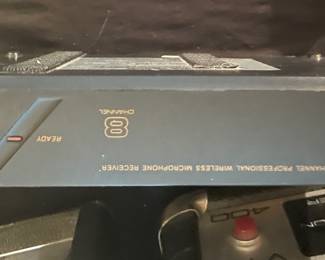 8
CHANNEL
READY
CHANNEL PROFESSIONAL WIRELESS MICROPHONE RECEIVER
400